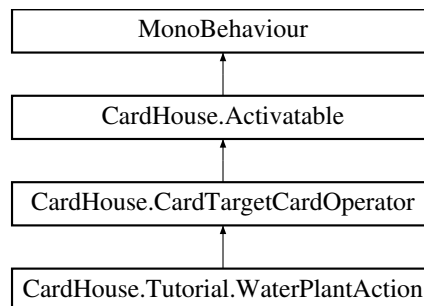 MonoBehaviour
CardHouse.Activatable
CardHouse.CardTargetCardOperator
CardHouse.Tutorial.WaterPlantAction